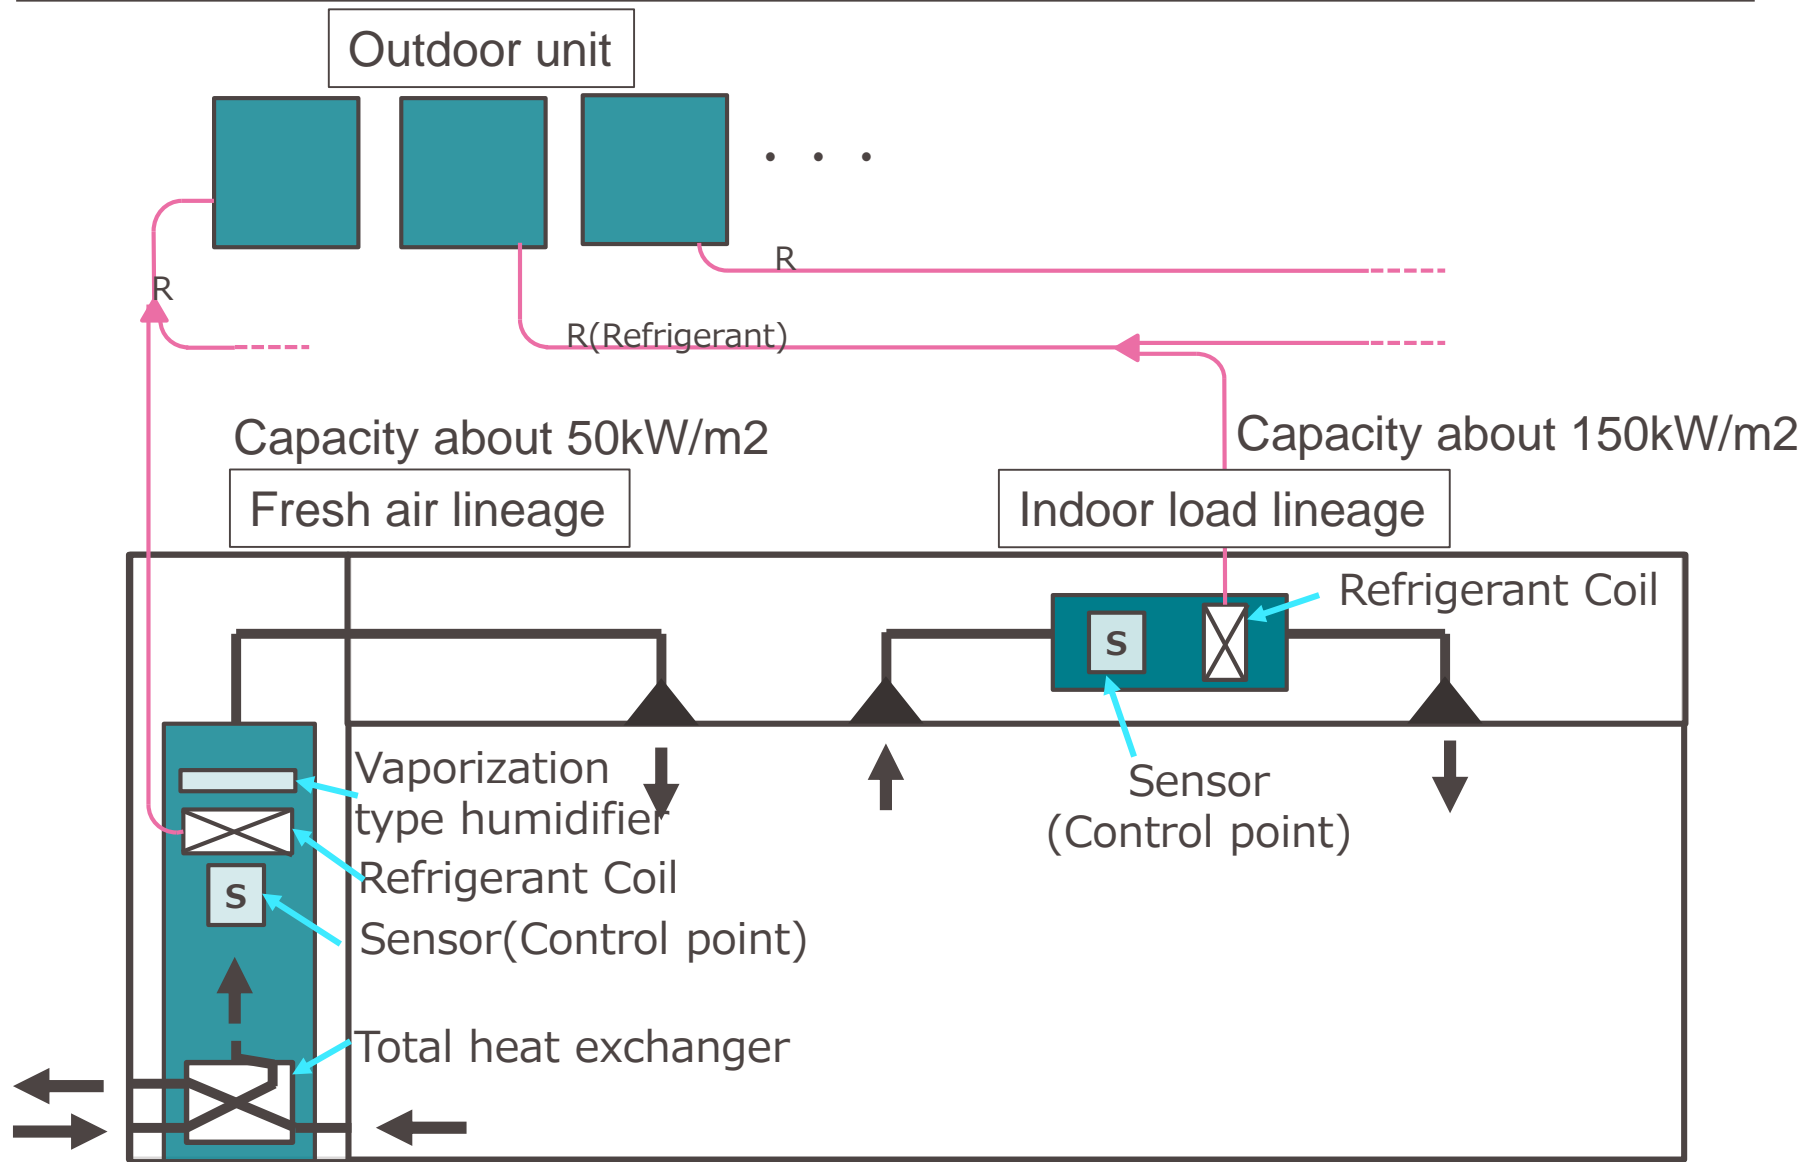 Outdoor unit
・・・
R
R
R(Refrigerant)
Capacity about 50kW/m2
Capacity about 150kW/m2
Fresh air lineage
Indoor load lineage
Refrigerant Coil
S
Vaporization
type humidifier
Sensor
(Control point)
Refrigerant Coil
S
Sensor(Control point)
Total heat exchanger